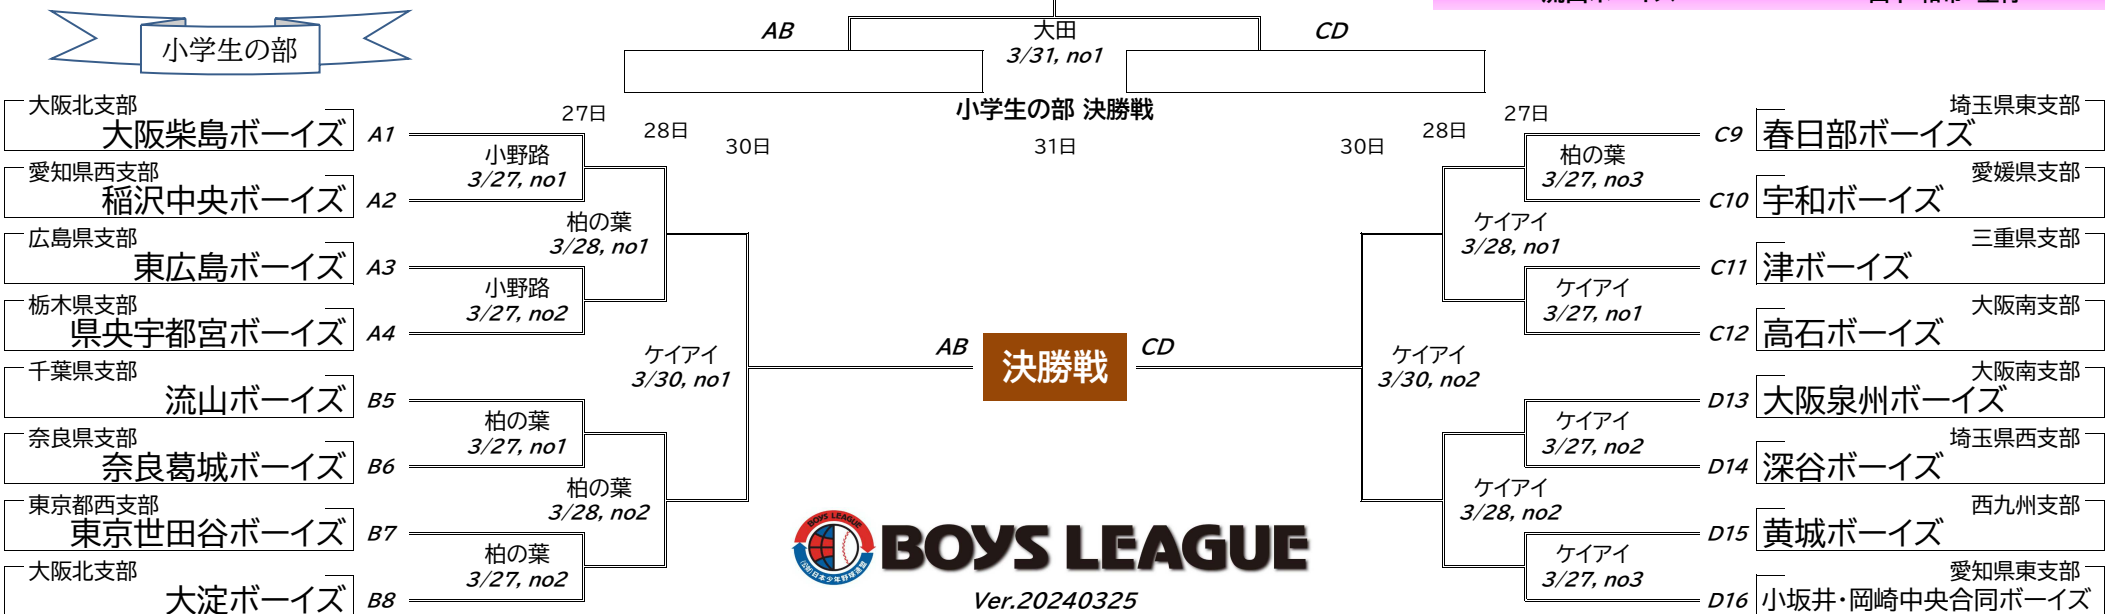 小学生の部
AB
大田
3/31, no1
CD
小学生の部 決勝戦
27日
28日
30日
31日
30日
28日
27日
大阪北支部
大阪柴島ボーイズ
A1
愛知県西支部
稲沢中央ボーイズ
A2
広島県支部
東広島ボーイズ
A3
栃木県支部
県央宇都宮ボーイズ
A4
千葉県支部
流山ボーイズ
B5
奈良県支部
奈良葛城ボーイズ
B6
東京都西支部
東京世田谷ボーイズ
B7
大阪北支部
大淀ボーイズ
B8
小野路
3/27, no1
小野路
3/27, no2
柏の葉
3/27, no1
柏の葉
3/27, no2
柏の葉
3/28, no1
柏の葉
3/28, no2
ケイアイ
3/30, no1
AB
決勝戦
CD
ケイアイ
3/30, no2
ケイアイ
3/28, no1
ケイアイ
3/28, no2
柏の葉
3/27, no3
ケイアイ
3/27, no1
ケイアイ
3/27, no2
ケイアイ
3/27, no3
埼玉県東支部
C9 春日部ボーイズ
愛媛県支部
C10 宇和ボーイズ
三重県支部
C11 津ボーイズ
大阪南支部
C12 高石ボーイズ
大阪南支部
D13 大阪泉州ボーイズ
埼玉県西支部
D14 深谷ボーイズ
西九州支部
D15 黄城ボーイズ
愛知県東支部
D16 小坂井・岡崎中央合同ボーイズ
BOYS LEAGUE
(公財)日本少年野球連盟
BOYS LEAGUE
Ver.20240325